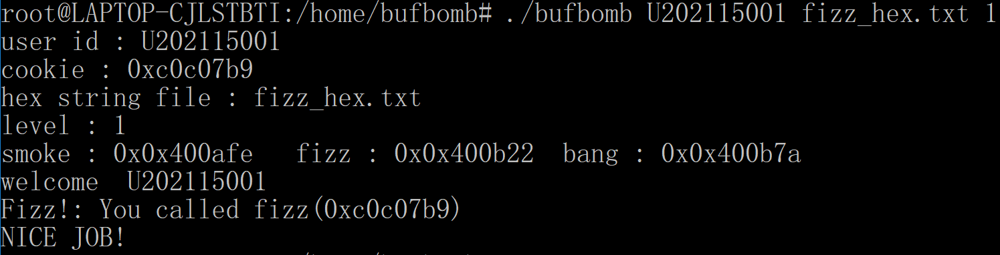 root@LAPTOP-CJLSTBTI:/home/bufbomb# ./bufbomb U202115001 fizz_hex.txt 1
user id : U202115001
cookie : 0xc0c07b9
hex string file : fizz_hex.txt
level : 1
smoke : 0x0x400afe   fizz : 0x0x400b22  bang : 0x0x400b7a
welcome  U202115001
Fizz!: You called fizz(0xc0c07b9)
NICE JOB!